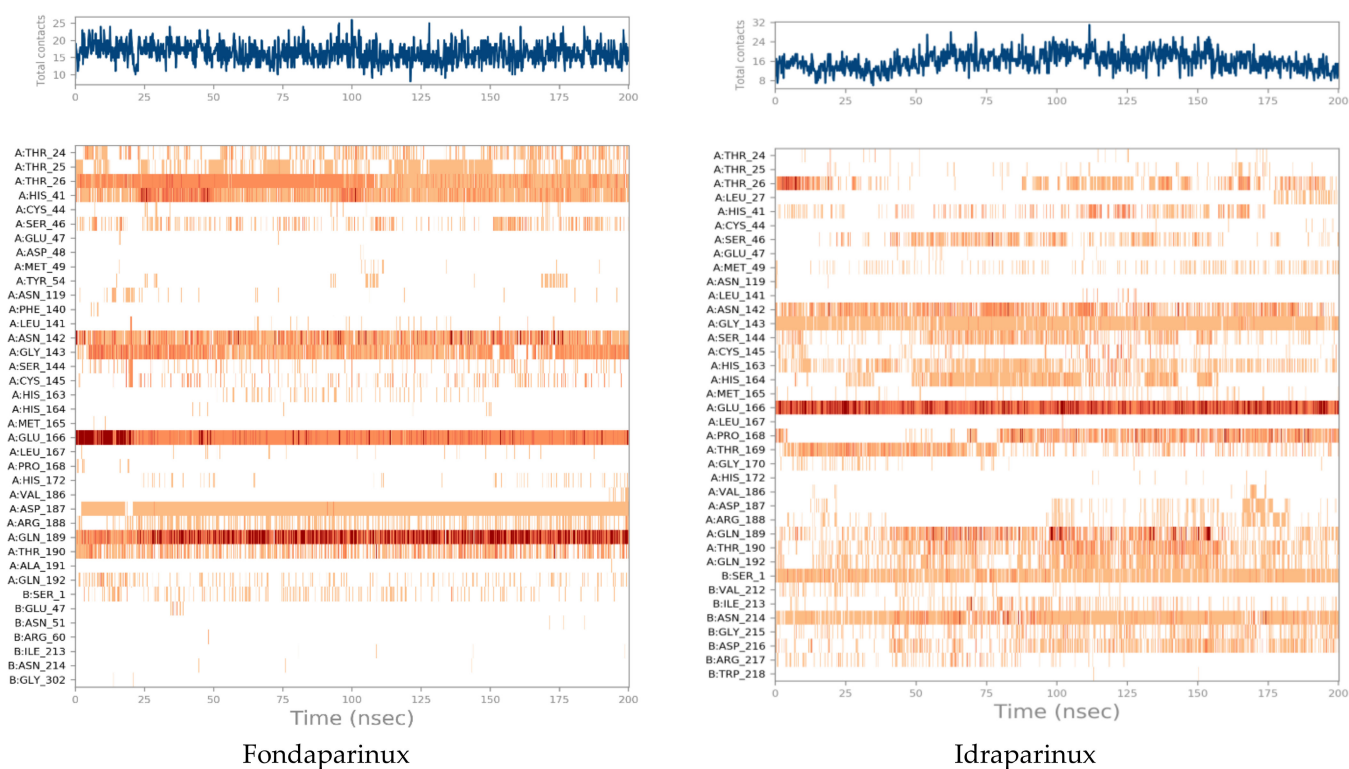 Total contacts
25
20
15
10
0 25 50 75 100 125 150 175 200
A:THR_24
A:THR_25
A:THR_26
A:HIS_41
A:CYS_44
A:SER_46
A:GLU_47
A:ASP_48
A:MET_49
A:TYR_54
A:ASN_119
A:PHE_140
A:LEU_141
A:ASN_142
A:GLY_143
A:SER_144
A:CYS_145
A:HIS_163
A:HIS_164
A:MET_165
A:GLU_166
A:LEU_167
A:PRO_168
A:HIS_172
A:VAL_186
A:ASP_187
A:ARG_188
A:GLN_189
A:THR_190
A:ALA_191
A:GLN_192
B:SER_1
B:GLU_47
B:ASN_51
B:ARG_60
B:ILE_213
B:ASN_214
B:GLY_302
0 25 50 75 100 125 150 175 200
Time (nsec)
Fondaparinux
Total contacts
32
24
16
8
0 25 50 75 100 125 150 175 200
A:THR_24
A:THR_25
A:THR_26
A:LEU_27
A:HIS_41
A:CYS_44
A:SER_46
A:GLU_47
A:MET_49
A:ASN_119
A:LEU_141
A:ASN_142
A:GLY_143
A:SER_144
A:CYS_145
A:HIS_163
A:HIS_164
A:MET_165
A:GLU_166
A:LEU_167
A:PRO_168
A:THR_169
A:GLY_170
A:HIS_172
A:VAL_186
A:ASP_187
A:ARG_188
A:GLN_189
A:THR_190
A:GLN_192
B:SER_1
B:VAL_212
B:ILE_213
B:ASN_214
B:GLY_215
B:ASP_216
B:ARG_217
B:TRP_218
0 25 50 75 100 125 150 175 200
Time (nsec)
Idraparinux